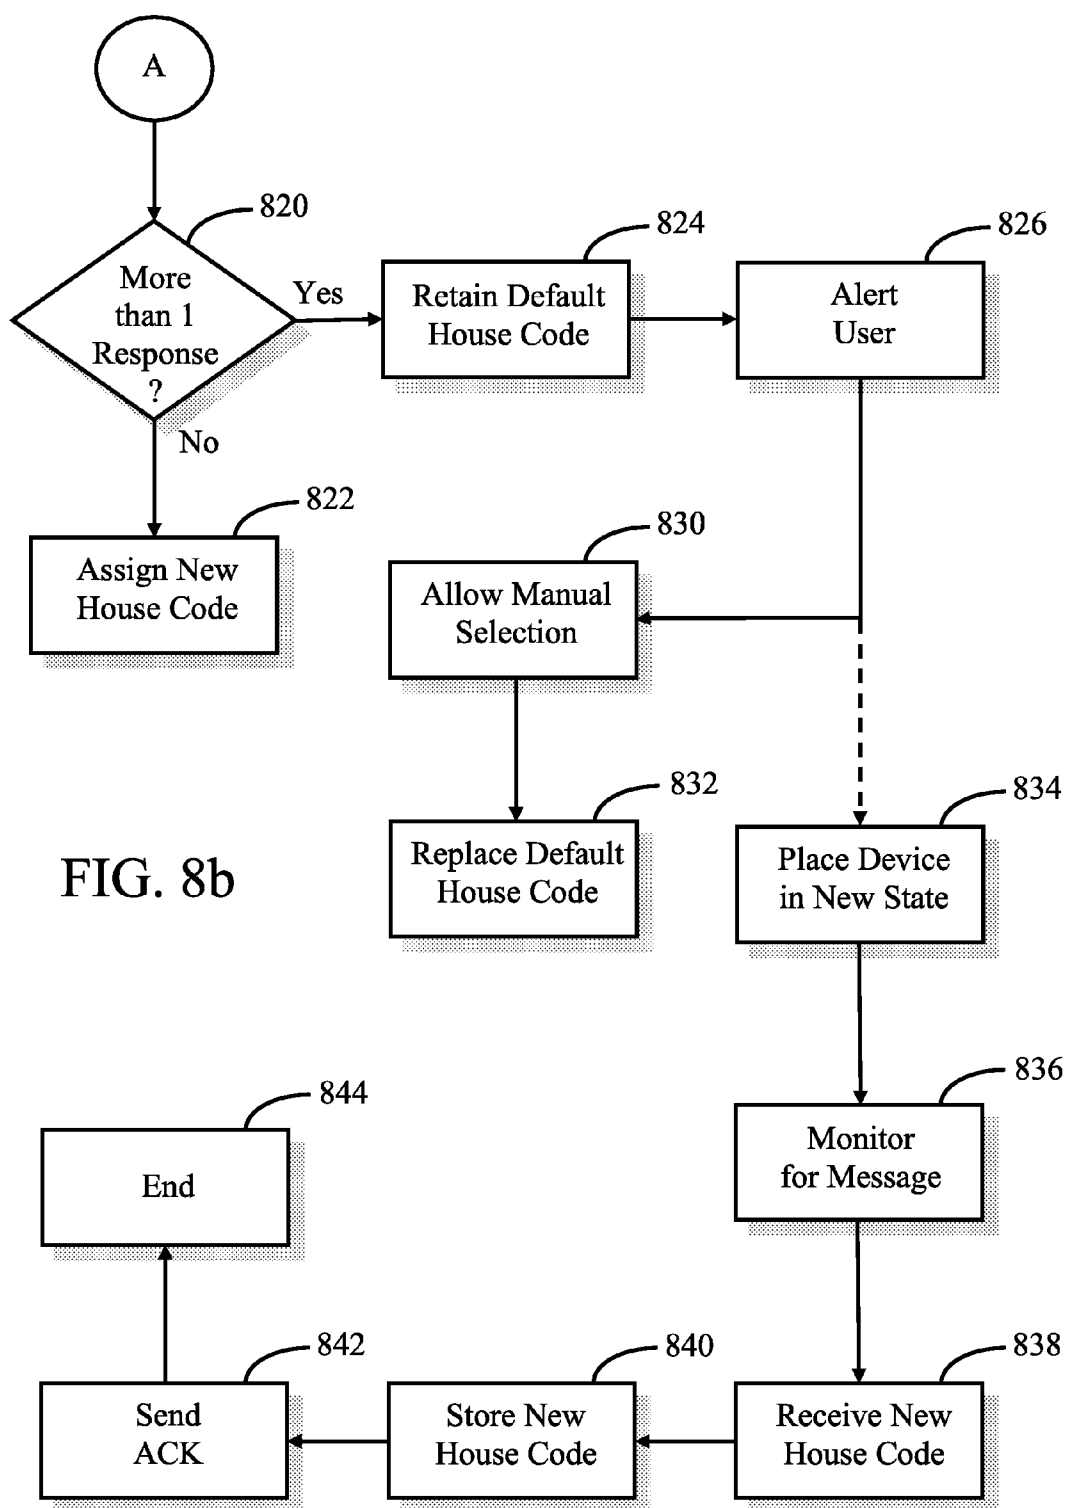 A
820
More
than 1
Response
?
Yes
No
824
Retain Default
House Code
826
Alert
User
822
Assign New
House Code
830
Allow Manual
Selection
832
Replace Default
House Code
834
Place Device
in New State
FIG. 8b
836
Monitor
for Message
844
End
838
Receive New
House Code
840
Store New
House Code
842
Send
ACK